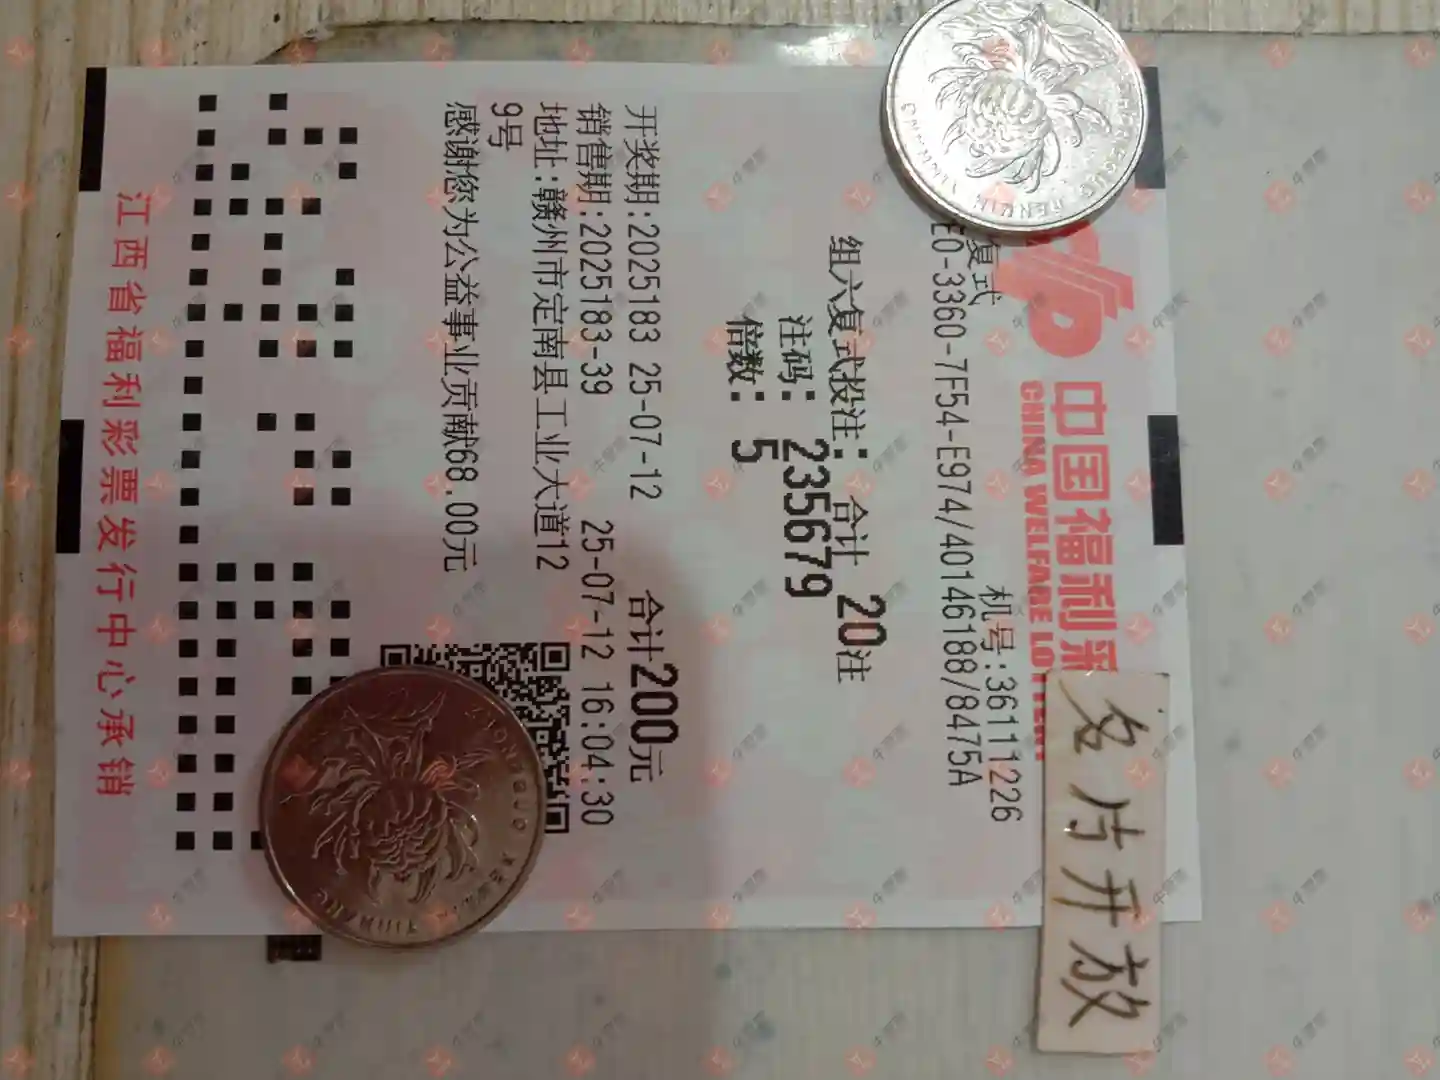 中国福利彩
CHINA WELFARE LOTTERY
机号:36111226
复式
E0-3360-7F54-E974/40146188/8475A
组六复式投注: 合计 20注
注码: 235679
倍数: 5
合计200元
开奖期:2025183 25-07-12
销售期:2025183-39 25-07-12 16:04:30
地址:赣州市定南县工业大道12
9号
感谢您为公益事业贡献68.00元
江西省福利彩票发行中心承销
ZHONGGUO RENMIN YINHANG